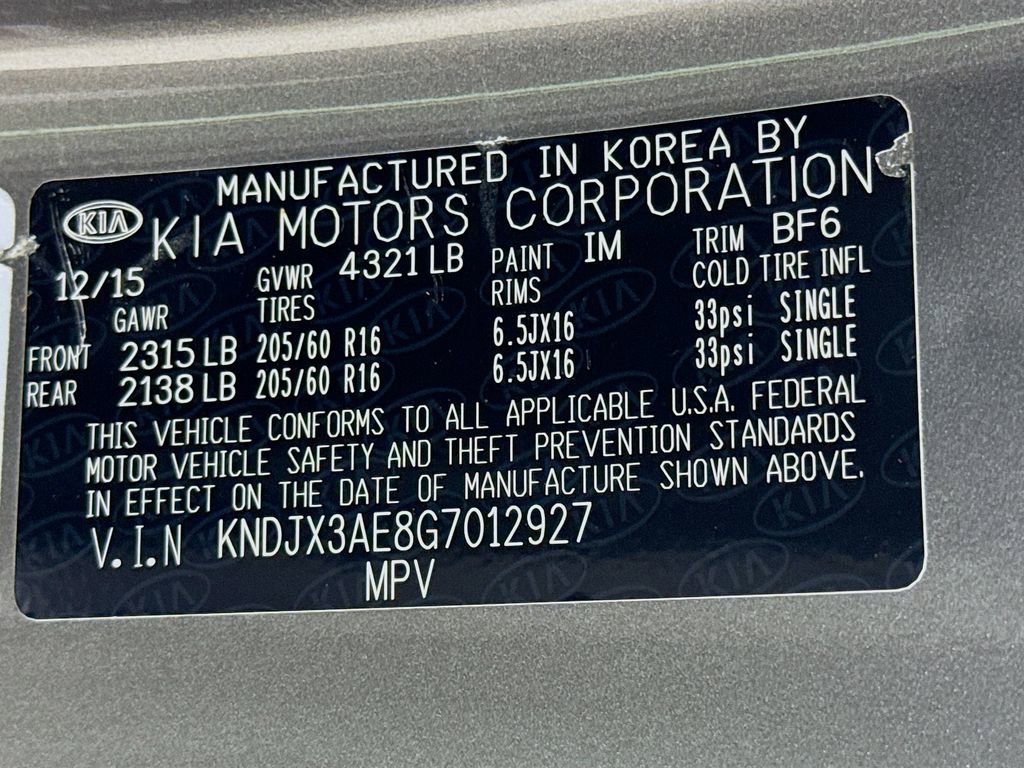 MANUFACTURED IN KOREA BY
KIA KIA MOTORS CORPORATION
12/15 GVWR 4321 LB PAINT IM TRIM BF6
GAWR TIRES RIMS COLD TIRE INFL
FRONT 2315 LB 205/60 R16 6.5JX16 33psi SINGLE
REAR 2138 LB 205/60 R16 6.5JX16 33psi SINGLE
THIS VEHICLE CONFORMS TO ALL APPLICABLE U.S.A. FEDERAL
MOTOR VEHICLE SAFETY AND THEFT PREVENTION STANDARDS
IN EFFECT ON THE DATE OF MANUFACTURE SHOWN ABOVE.
V.I.N KNDJX3AE8G7012927
MPV